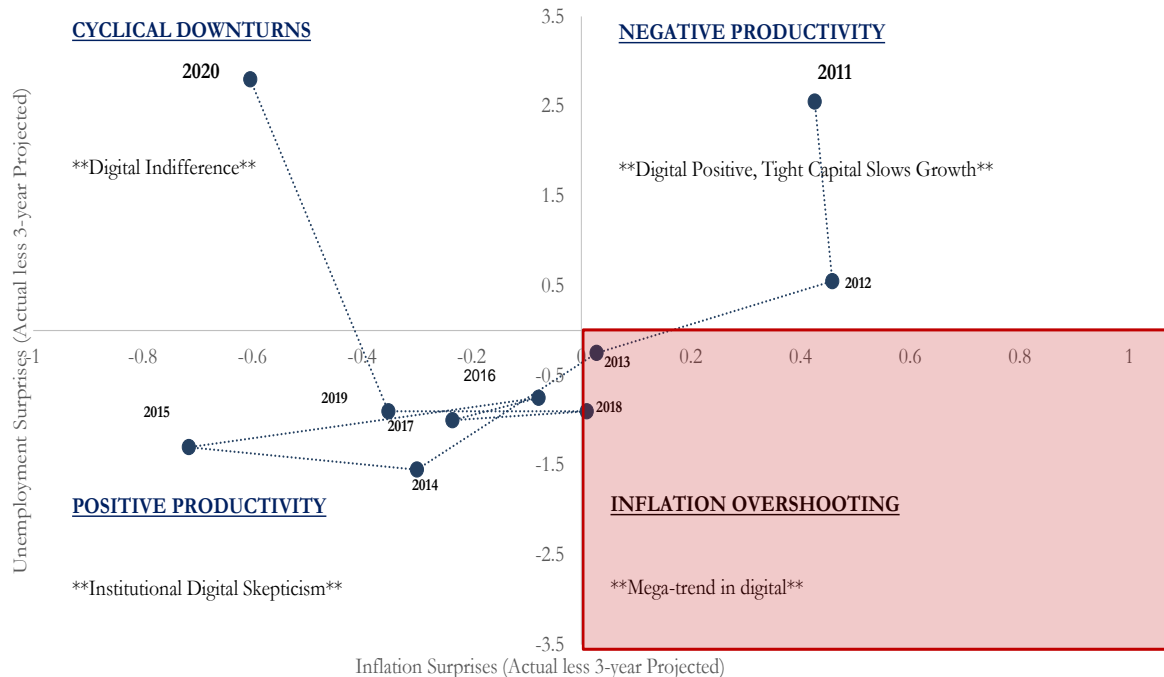 3.5
CYCLICAL DOWNTURNS
NEGATIVE PRODUCTIVITY
2020
2011
2.5
**Digital Indifference**
**Digital Positive, Tight Capital Slows Growth**
1.5
0.5
2012
-1
-0.8
-0.6
-0.4
-0.2
0.0
0.2
0.4
0.6
0.8
1
2013
-0.5
2016
2015
2019
2017
2018
-1.5
2014
POSITIVE PRODUCTIVITY
INFLATION OVERSHOOTING
-2.5
**Institutional Digital Skepticism**
**Mega-trend in digital**
-3.5
Inflation Surprises (Actual less 3-year Projected)
Unemployment Surprises (Actual less 3-year Projected)